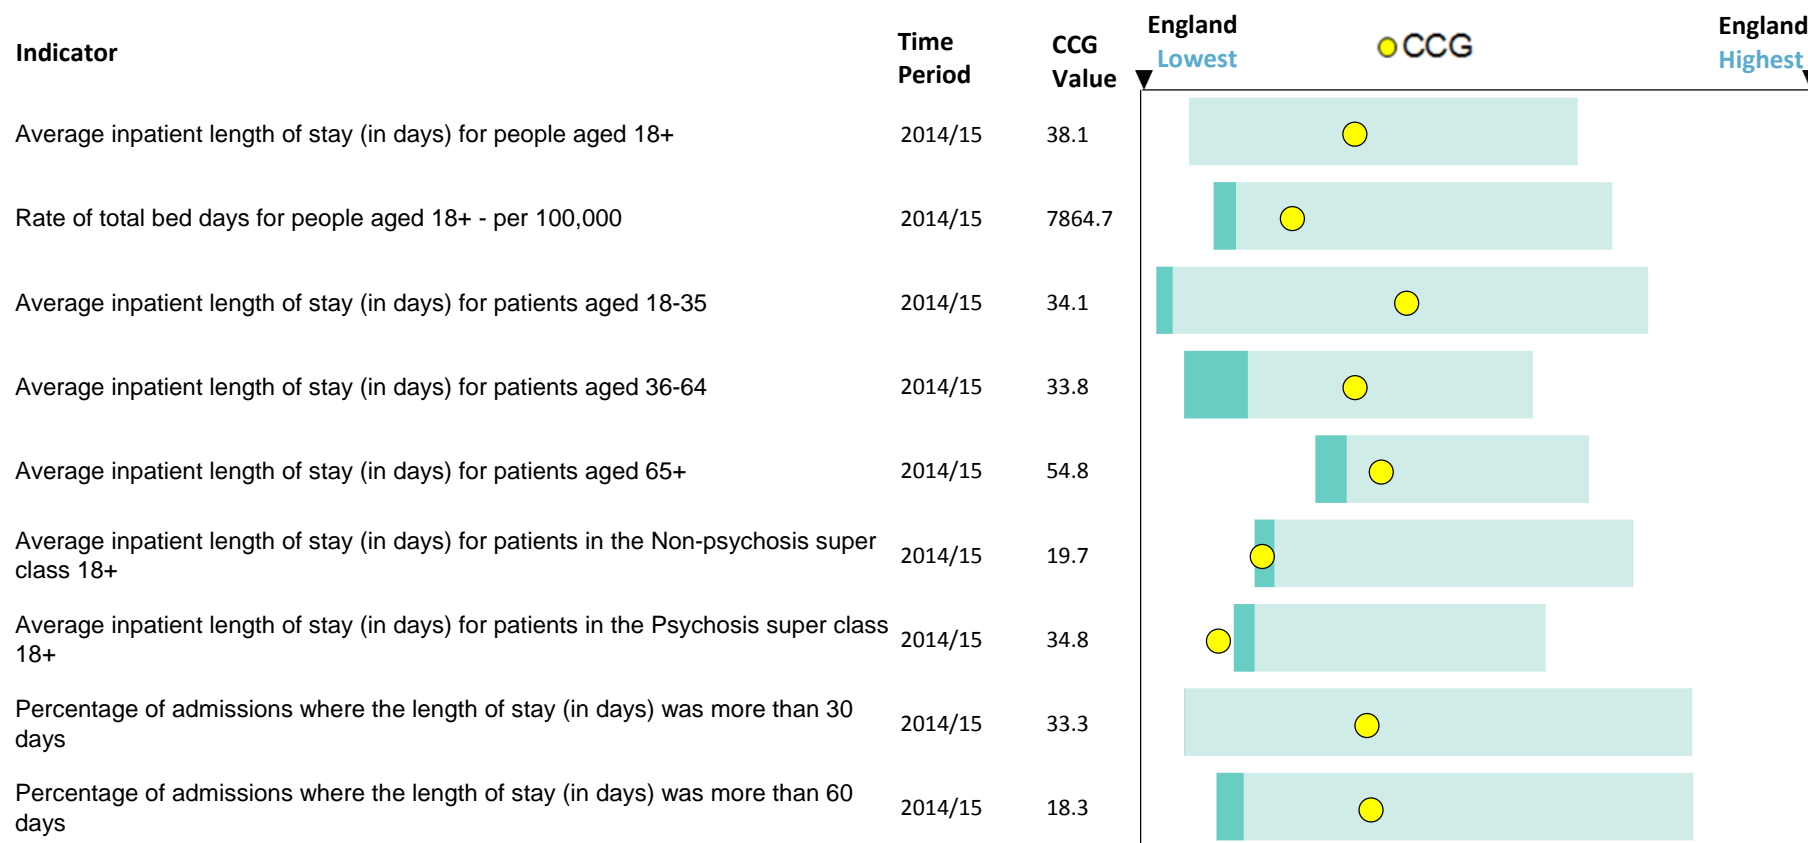 Indicator
Time
Period
CCG
Value
England
Lowest
CCG
England
Highest
Average inpatient length of stay (in days) for people aged 18+ 2014/15 38.1
Rate of total bed days for people aged 18+ - per 100,000 2014/15 7864.7
Average inpatient length of stay (in days) for patients aged 18-35 2014/15 34.1
Average inpatient length of stay (in days) for patients aged 36-64 2014/15 33.8
Average inpatient length of stay (in days) for patients aged 65+ 2014/15 54.8
Average inpatient length of stay (in days) for patients in the Non-psychosis super
class 18+ 2014/15 19.7
Average inpatient length of stay (in days) for patients in the Psychosis super class
18+ 2014/15 34.8
Percentage of admissions where the length of stay (in days) was more than 30
days 2014/15 33.3
Percentage of admissions where the length of stay (in days) was more than 60
days 2014/15 18.3